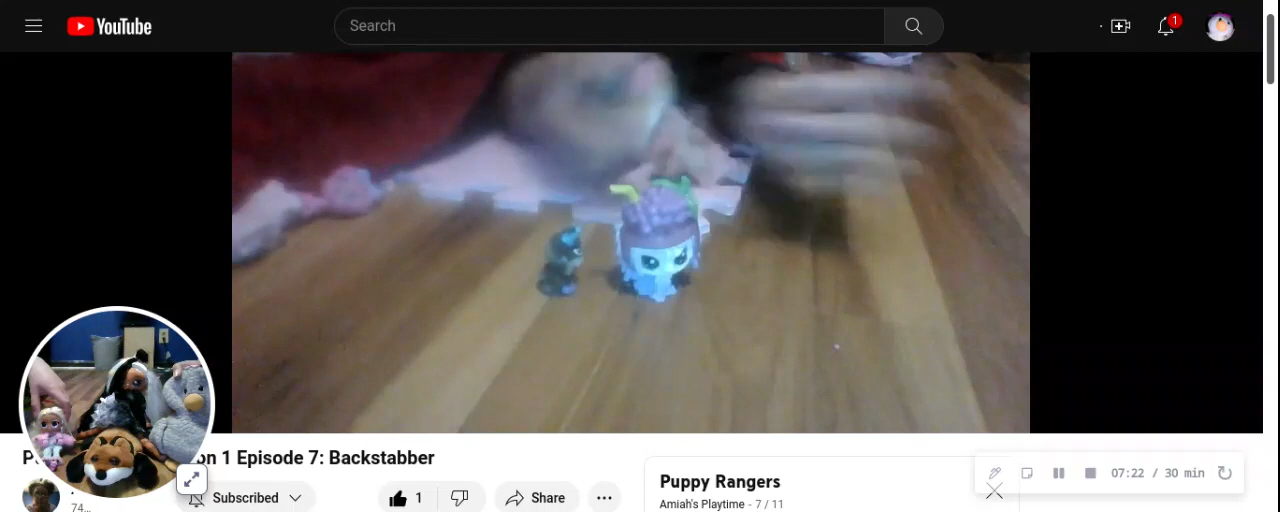 YouTube
Search
1
on 1 Episode 7: Backstabber
74...
Subscribed
1
Share
Puppy Rangers
Amiah's Playtime - 7 / 11
07:22 / 30 min